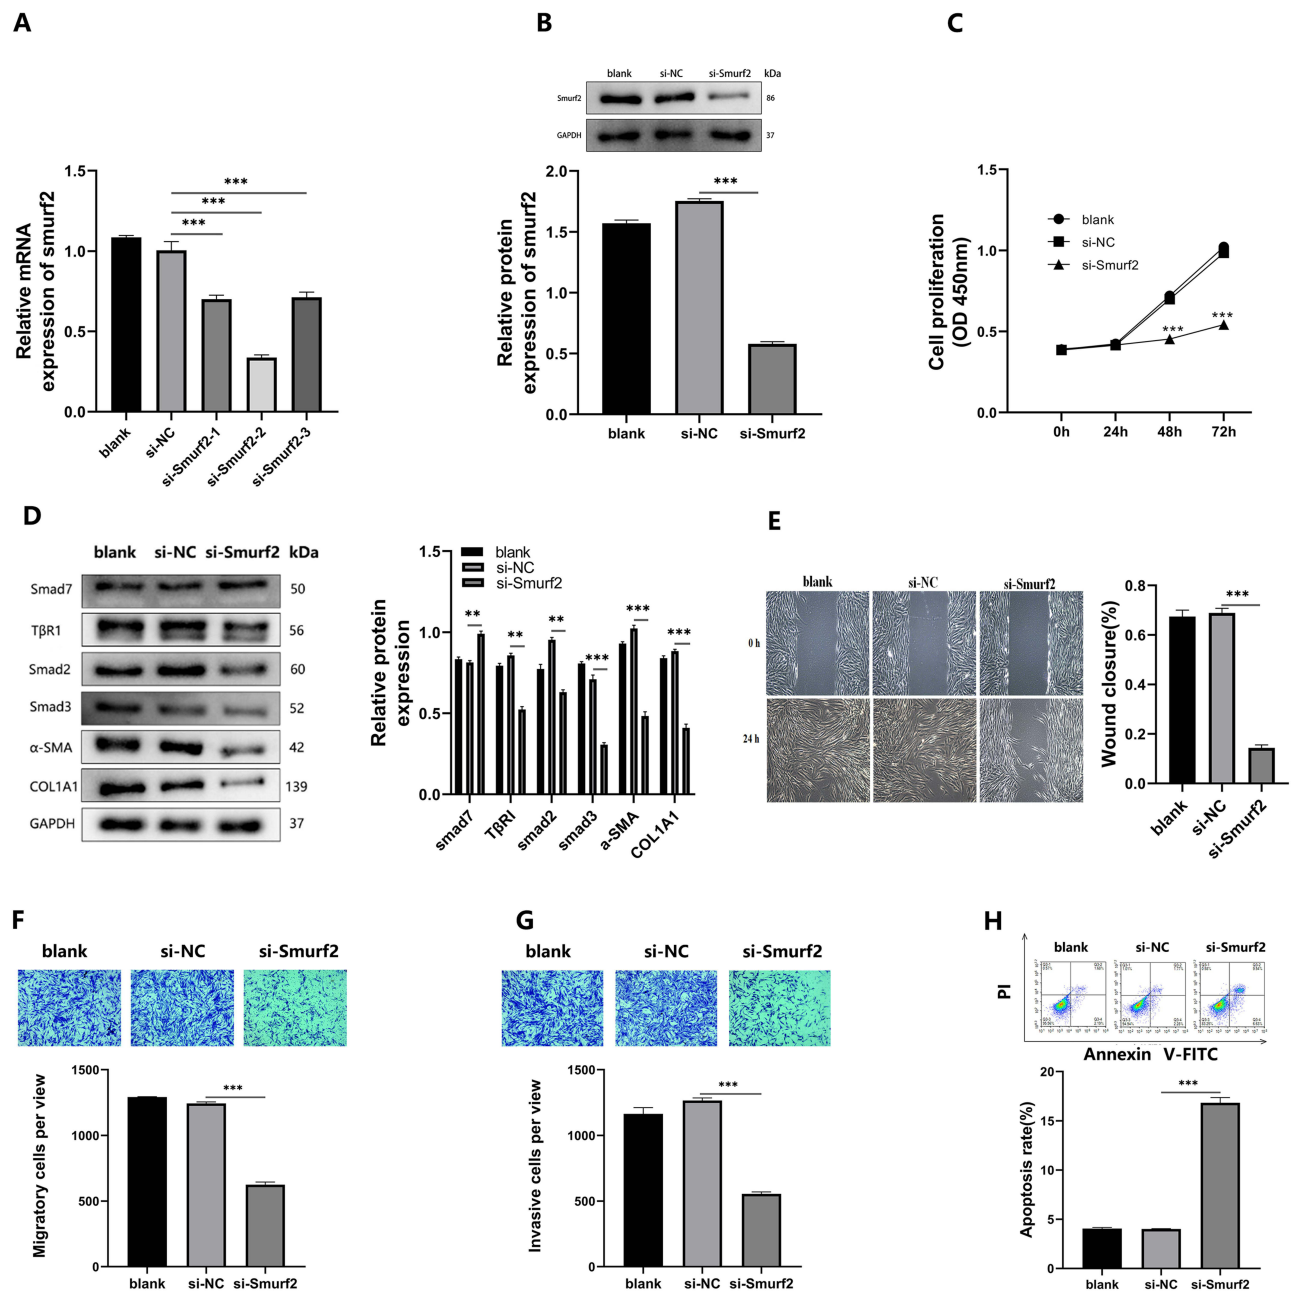 A
Relative mRNA
expression of smurf2
1.5
1.0
0.5
0.0
***
***
***
blank
si-NC
si-Smurf2-1
si-Smurf2-2
si-Smurf2-3
B
blank si-NC si-Smurf2 kDa
Smurf2 86
GAPDH 37
Relative protein
expression of smurf2
2.0
1.5
1.0
0.5
0.0
***
blank si-NC si-Smurf2
C
Cell proliferation
(OD 450nm)
1.5
1.0
0.5
0.0
blank
si-NC
si-Smurf2
*** ***
0h 24h 48h 72h
D
blank si-NC si-Smurf2 kDa
Smad7 50
TβR1 56
Smad2 60
Smad3 52
α-SMA 42
COL1A1 139
GAPDH 37
Relative protein
expression
1.5
1.0
0.5
0.0
blank
si-NC
si-Smurf2
** ** ** *** *** ***
smad7
TβRI
smad2
smad3
a-SMA
COL1A1
E
blank si-NC si-Smurf2
0 h
24 h
Wound closure(%)
0.8
0.6
0.4
0.2
0.0
***
blank
si-NC
si-Smurf2
F
blank si-NC si-Smurf2
Migratory cells per view
1500
1000
500
0
***
blank si-NC si-Smurf2
G
blank si-NC si-Smurf2
Invasive cells per view
1500
1000
500
0
***
blank si-NC si-Smurf2
H
blank si-NC si-Smurf2
PI
Annexin V-FITC
Apoptosis rate(%)
20
15
10
5
0
***
blank si-NC si-Smurf2